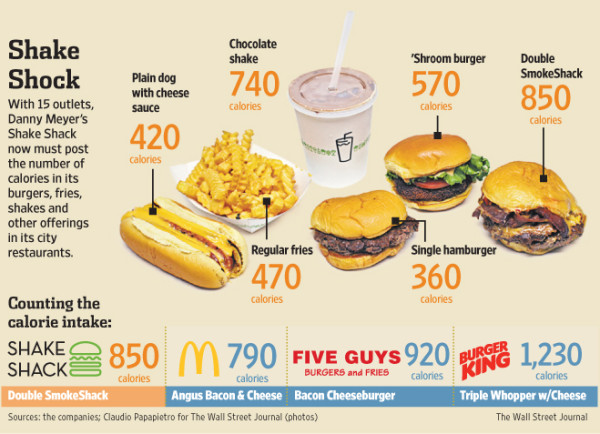 Shake
Shock
With 15 outlets,
Danny Meyer's
Shake Shack
now must post
the number of
calories in its
burgers, fries,
shakes and
other offerings
in its city
restaurants.
Plain dog
with cheese
sauce
420
calories
Chocolate
shake
740
calories
'Shroom burger
570
calories
Double
SmokeShack
850
calories
Regular fries
470
calories
Single hamburger
360
calories
Counting the
calorie intake:
SHAKE
SHACK
850
calories
Double SmokeShack
M
790
calories
Angus Bacon & Cheese
FIVE GUYS
BURGERS and FRIES
920
calories
Bacon Cheeseburger
BURGER
KING
1,230
calories
Triple Whopper w/Cheese
Sources: the companies; Claudio Papapietro for The Wall Street Journal (photos)
The Wall Street Journal